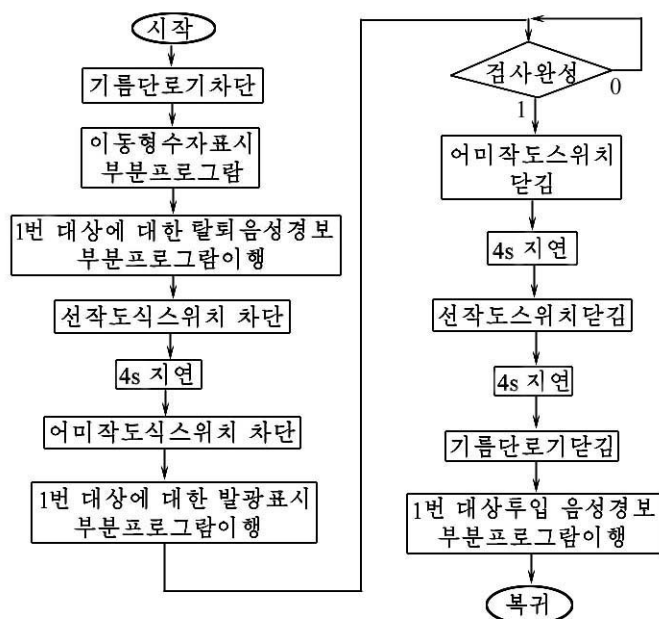 시작
기름단로기차단
이동형수자표시
부분프로그람
1번 대상에 대한 탈퇴음성경보
부분프로그람이행
선작도식스위치 차단
4s 지연
어미작도식스위치 차단
1번 대상에 대한 발광표시
부분프로그람이행
검사완성
0
1
어미작도스위치
닫김
4s 지연
선작도스위치닫김
4s 지연
기름단로기닫김
1번 대상투입 음성경보
부분프로그람이행
복귀